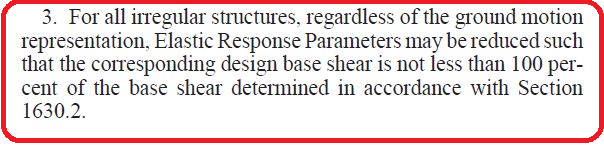 3. For all irregular structures, regardless of the ground motion
representation, Elastic Response Parameters may be reduced such
that the corresponding design base shear is not less than 100 per-
cent of the base shear determined in accordance with Section
1630.2.